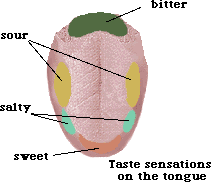 bitter
sour
salty
sweet
Taste sensations
on the tongue